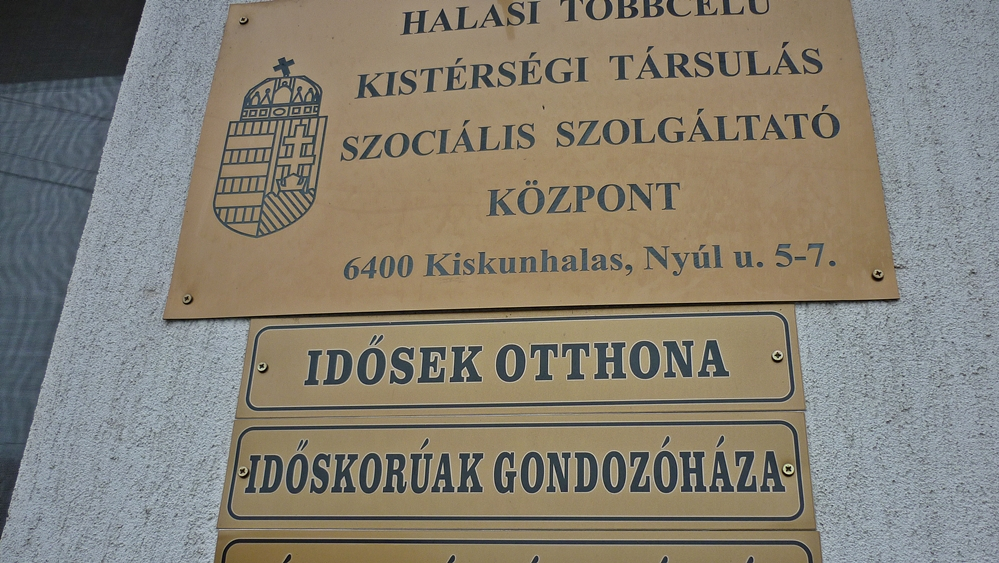 HALASI TÖBBCÉLÚ
KISTÉRSÉGI TÁRSULÁS
SZOCIÁLIS SZOLGÁLTATÓ
KÖZPONT
6400 Kiskunhalas, Nyúl u. 5-7.
IDŐSEK OTTHONA
IDŐSKORÚAK GONDOZÓHÁZA